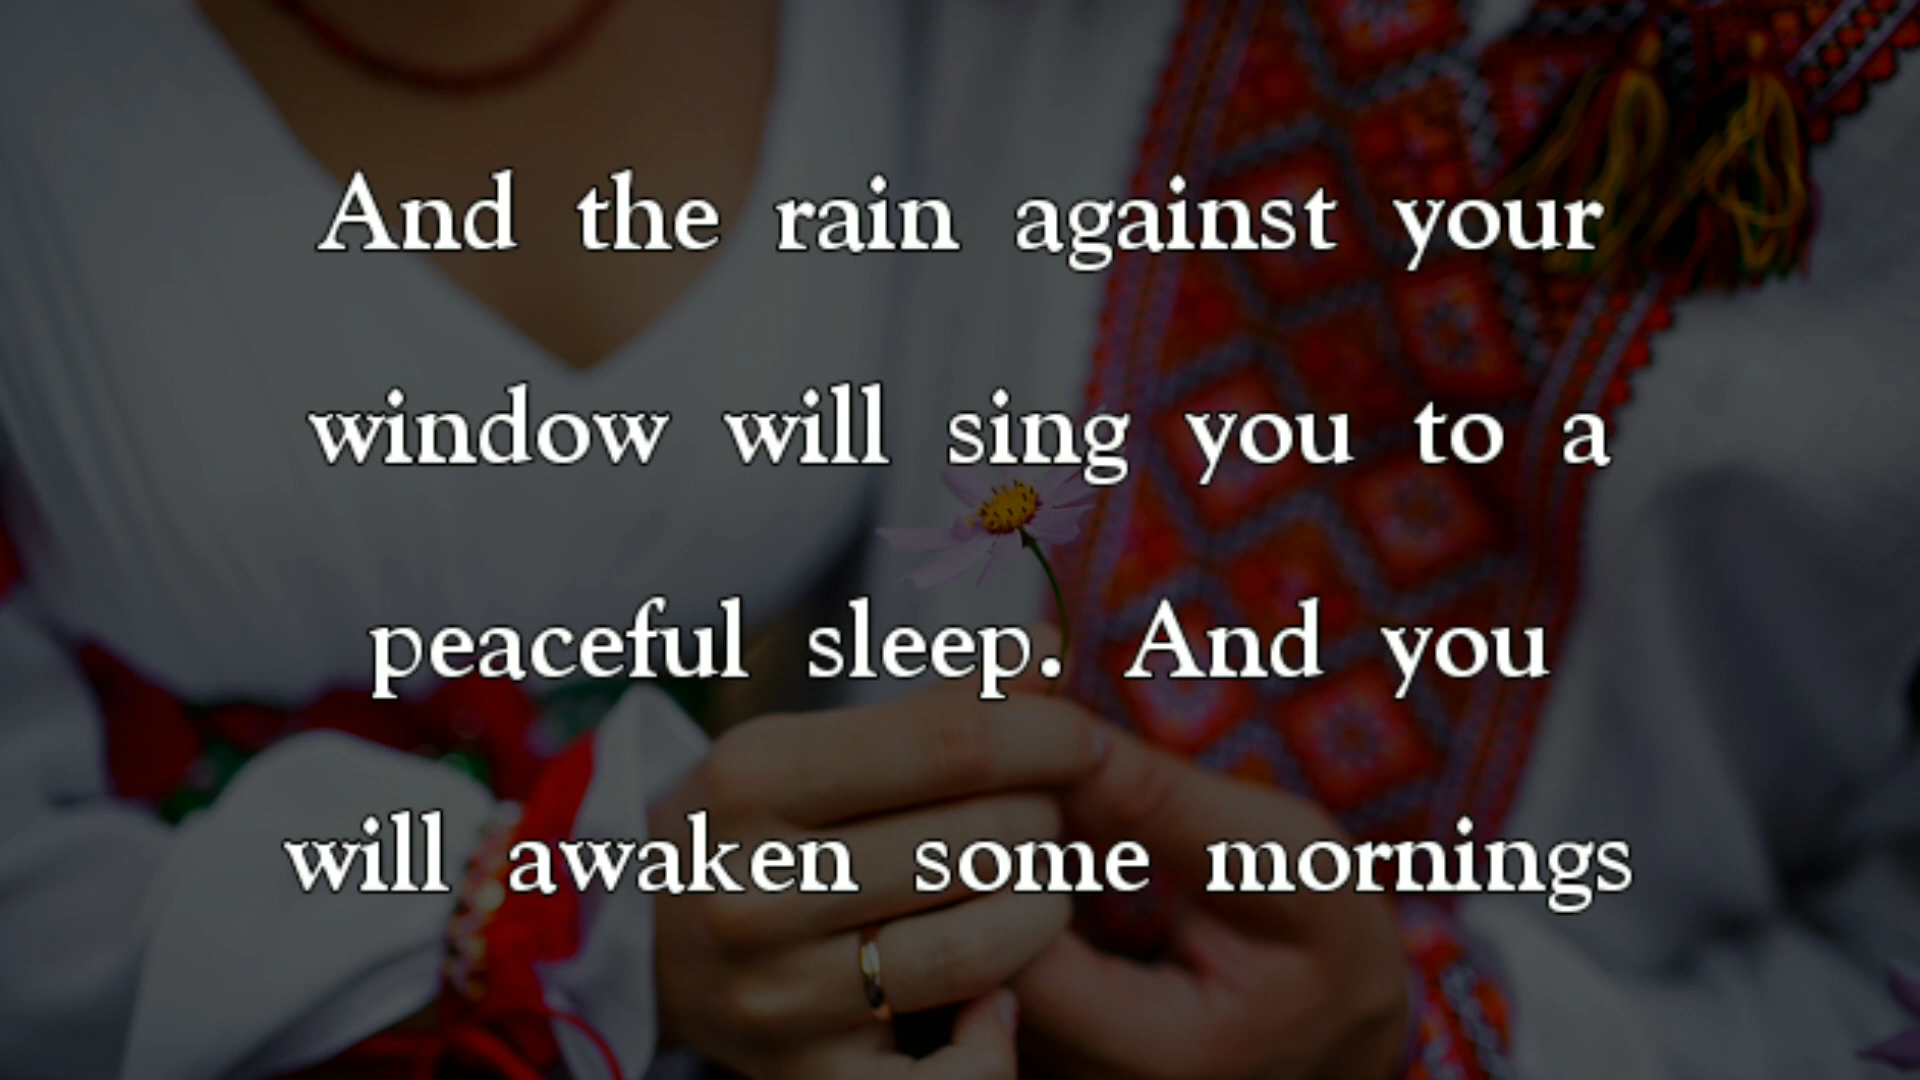 And the rain against your
window will sing you to a
peaceful sleep. And you
will awaken some mornings